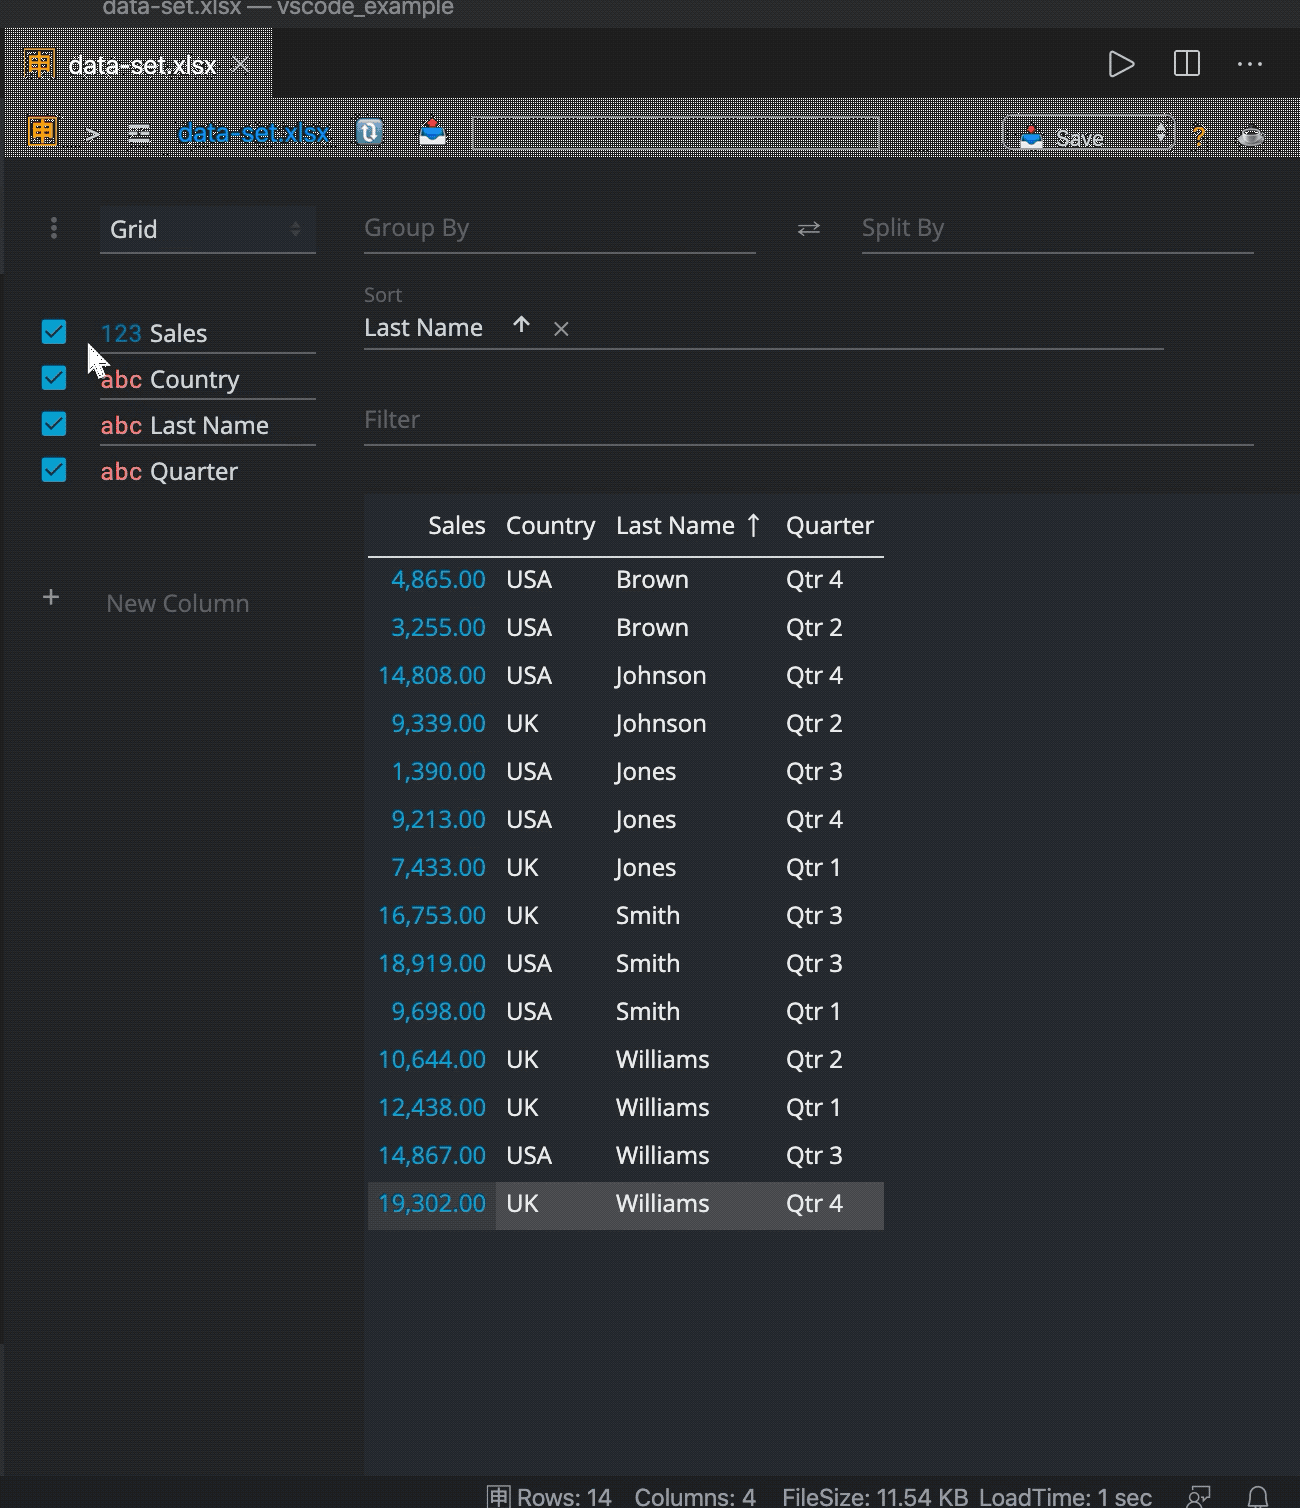 data-set.xlsx — vscode_example
data-set.xlsx
data-set.xlsx Save ?
Grid Group By Split By
Sort
Last Name
123 Sales
abc Country
abc Last Name
abc Quarter
Filter
New Column
Sales Country Last Name ↑ Quarter
4,865.00 USA Brown Qtr 4
3,255.00 USA Brown Qtr 2
14,808.00 USA Johnson Qtr 4
9,339.00 UK Johnson Qtr 2
1,390.00 USA Jones Qtr 3
9,213.00 USA Jones Qtr 4
7,433.00 UK Jones Qtr 1
16,753.00 UK Smith Qtr 3
18,919.00 USA Smith Qtr 3
9,698.00 USA Smith Qtr 1
10,644.00 UK Williams Qtr 2
12,438.00 UK Williams Qtr 1
14,867.00 USA Williams Qtr 3
19,302.00 UK Williams Qtr 4
Rows: 14 Columns: 4 FileSize: 11.54 KB LoadTime: 1 sec